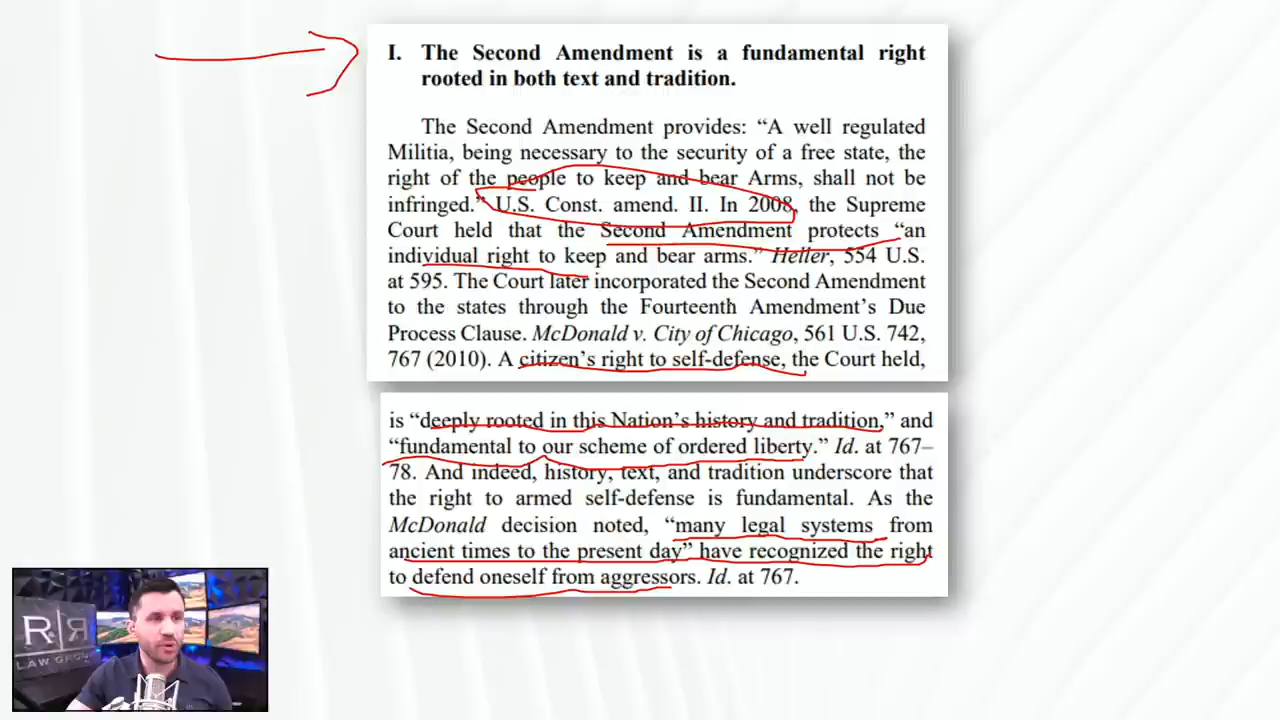 I. The Second Amendment is a fundamental right
rooted in both text and tradition.
The Second Amendment provides: “A well regulated
Militia, being necessary to the security of a free state, the
right of the people to keep and bear Arms, shall not be
infringed.” U.S. Const. amend. II. In 2008, the Supreme
Court held that the Second Amendment protects “an
individual right to keep and bear arms.” Heller, 554 U.S.
at 595. The Court later incorporated the Second Amendment
to the states through the Fourteenth Amendment’s Due
Process Clause. McDonald v. City of Chicago, 561 U.S. 742,
767 (2010). A citizen’s right to self-defense, the Court held,
is “deeply rooted in this Nation’s history and tradition,” and
“fundamental to our scheme of ordered liberty.” Id. at 767–
78. And indeed, history, text, and tradition underscore that
the right to armed self-defense is fundamental. As the
McDonald decision noted, “many legal systems from
ancient times to the present day” have recognized the right
to defend oneself from aggressors. Id. at 767.
R|R
LAW GROUP